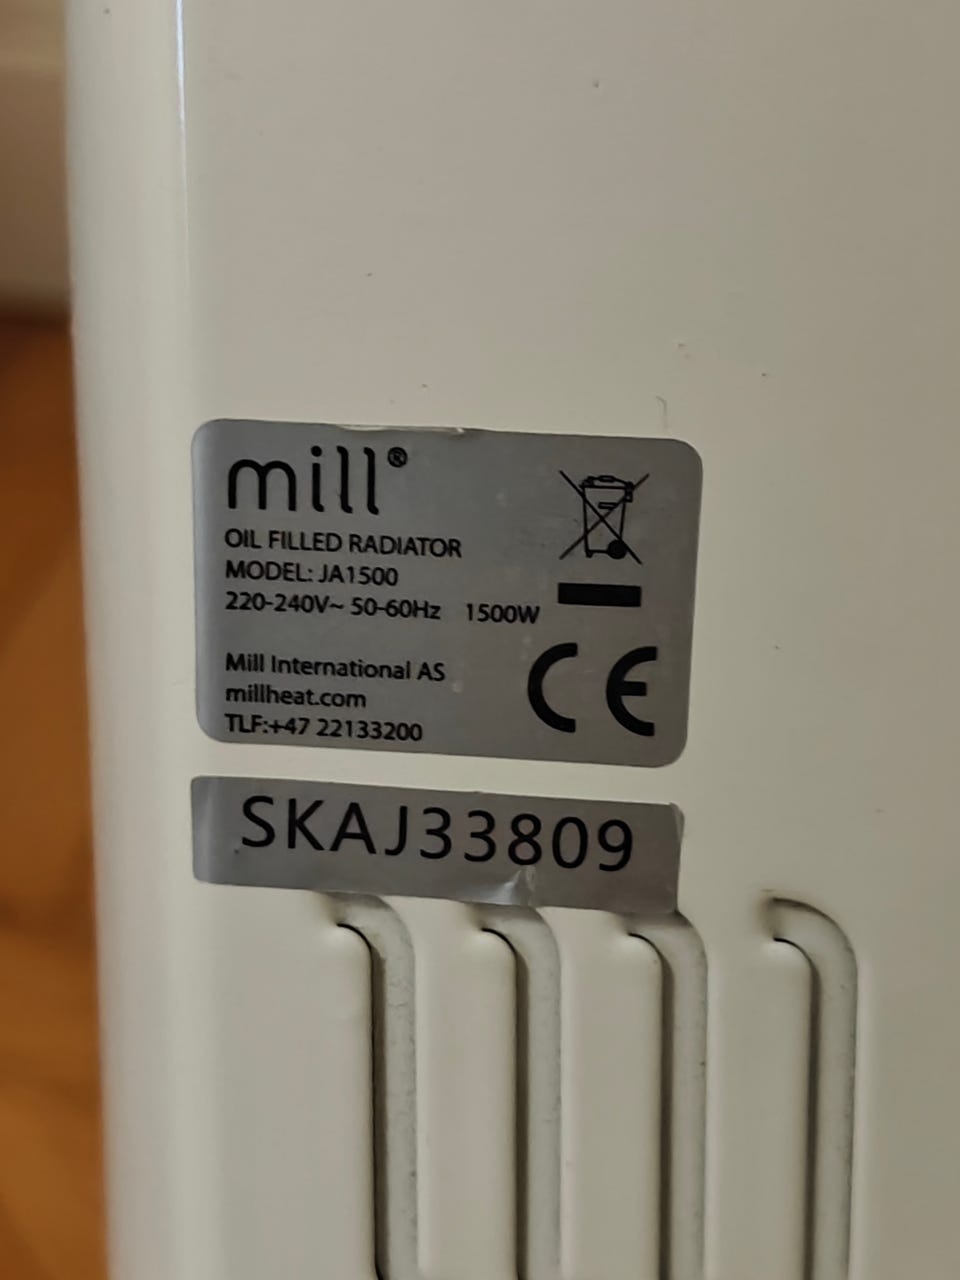 mill®
OIL FILLED RADIATOR
MODEL: JA1500
220-240V~ 50-60Hz 1500W
Mill International AS
millheat.com
TLF:+47 22133200
CE
SKAJ33809